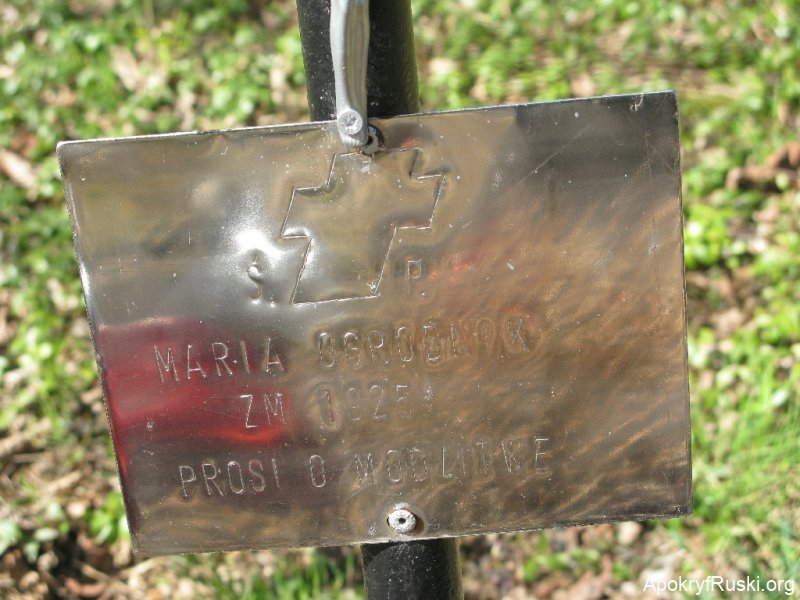 Ś. P.
MARIA OGRODNIK
ZM 1925
PROSI O MODLITWE
ApokryfRuski.org